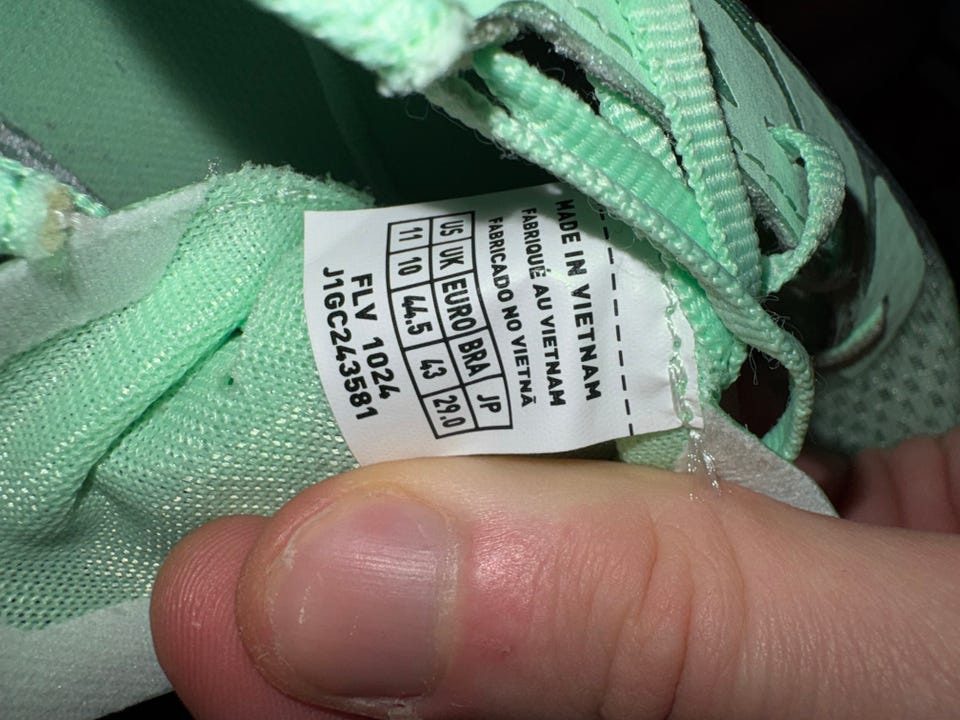 MADE IN VIETNAM
FABRIQUÉ AU VIETNAM
FABRICADO NO VIETNÃ
US UK EURO BRA JP
11 10 44.5 43 29.0
FLV 1024
J1GC243581